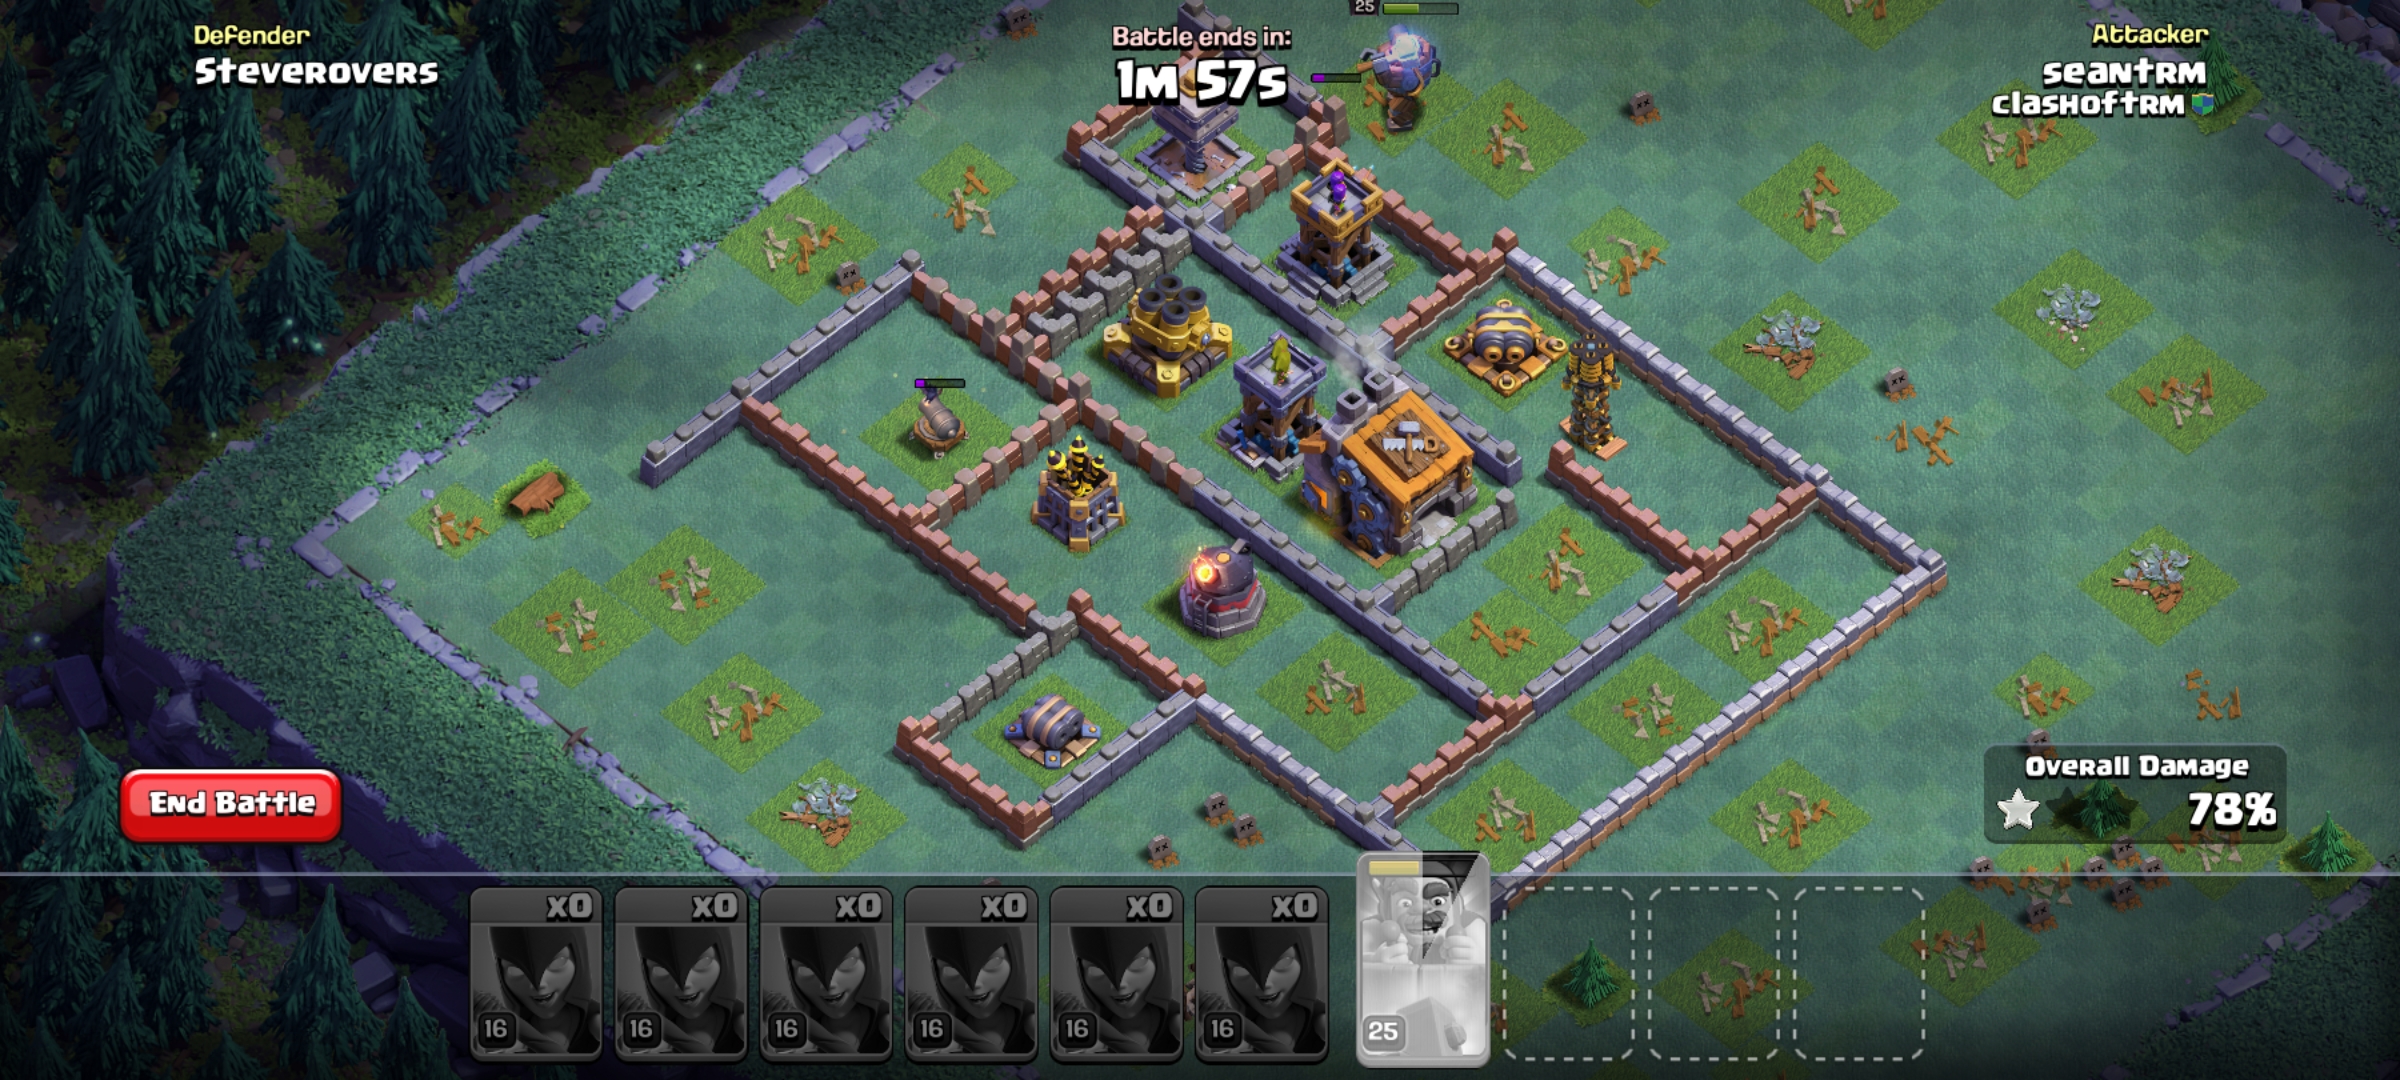 Defender
Steverovers
25
Battle ends in:
1M 57s
Attacker
seantrm
clashoftrm
Overall Damage
78%
End Battle
x0
x0
x0
x0
x0
x0
16
16
16
16
16
16
25